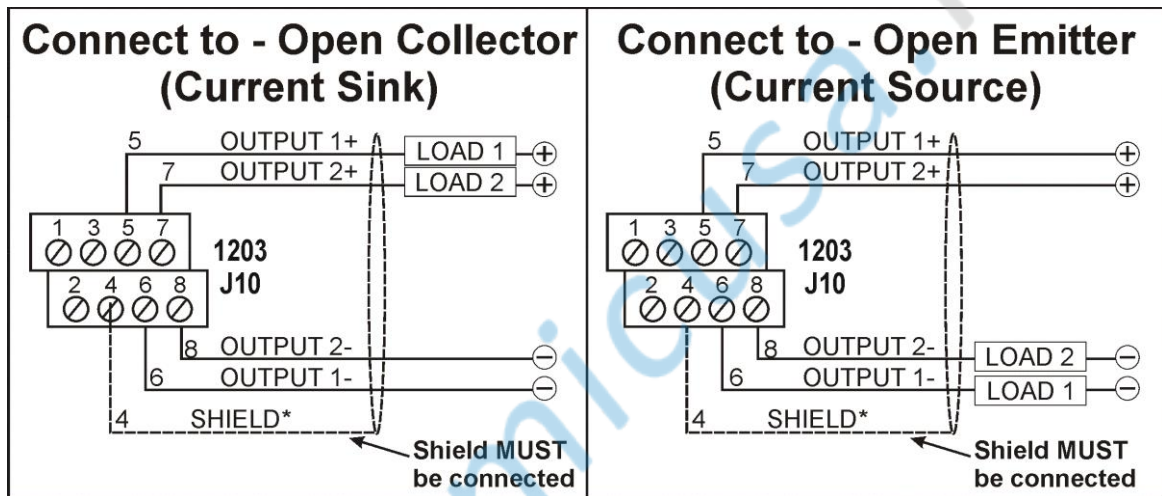 Connect to - Open Collector
(Current Sink)
5 OUTPUT 1+ LOAD 1 +
7 OUTPUT 2+ LOAD 2 +
1 3 5 7
1203
J10
2 4 6 8
8 OUTPUT 2- −
6 OUTPUT 1- −
4 SHIELD*
Shield MUST
be connected
Connect to - Open Emitter
(Current Source)
5 OUTPUT 1+ +
7 OUTPUT 2+ +
1 3 5 7
1203
J10
2 4 6 8
8 OUTPUT 2- LOAD 2 −
6 OUTPUT 1- LOAD 1 −
4 SHIELD*
Shield MUST
be connected
micusa.